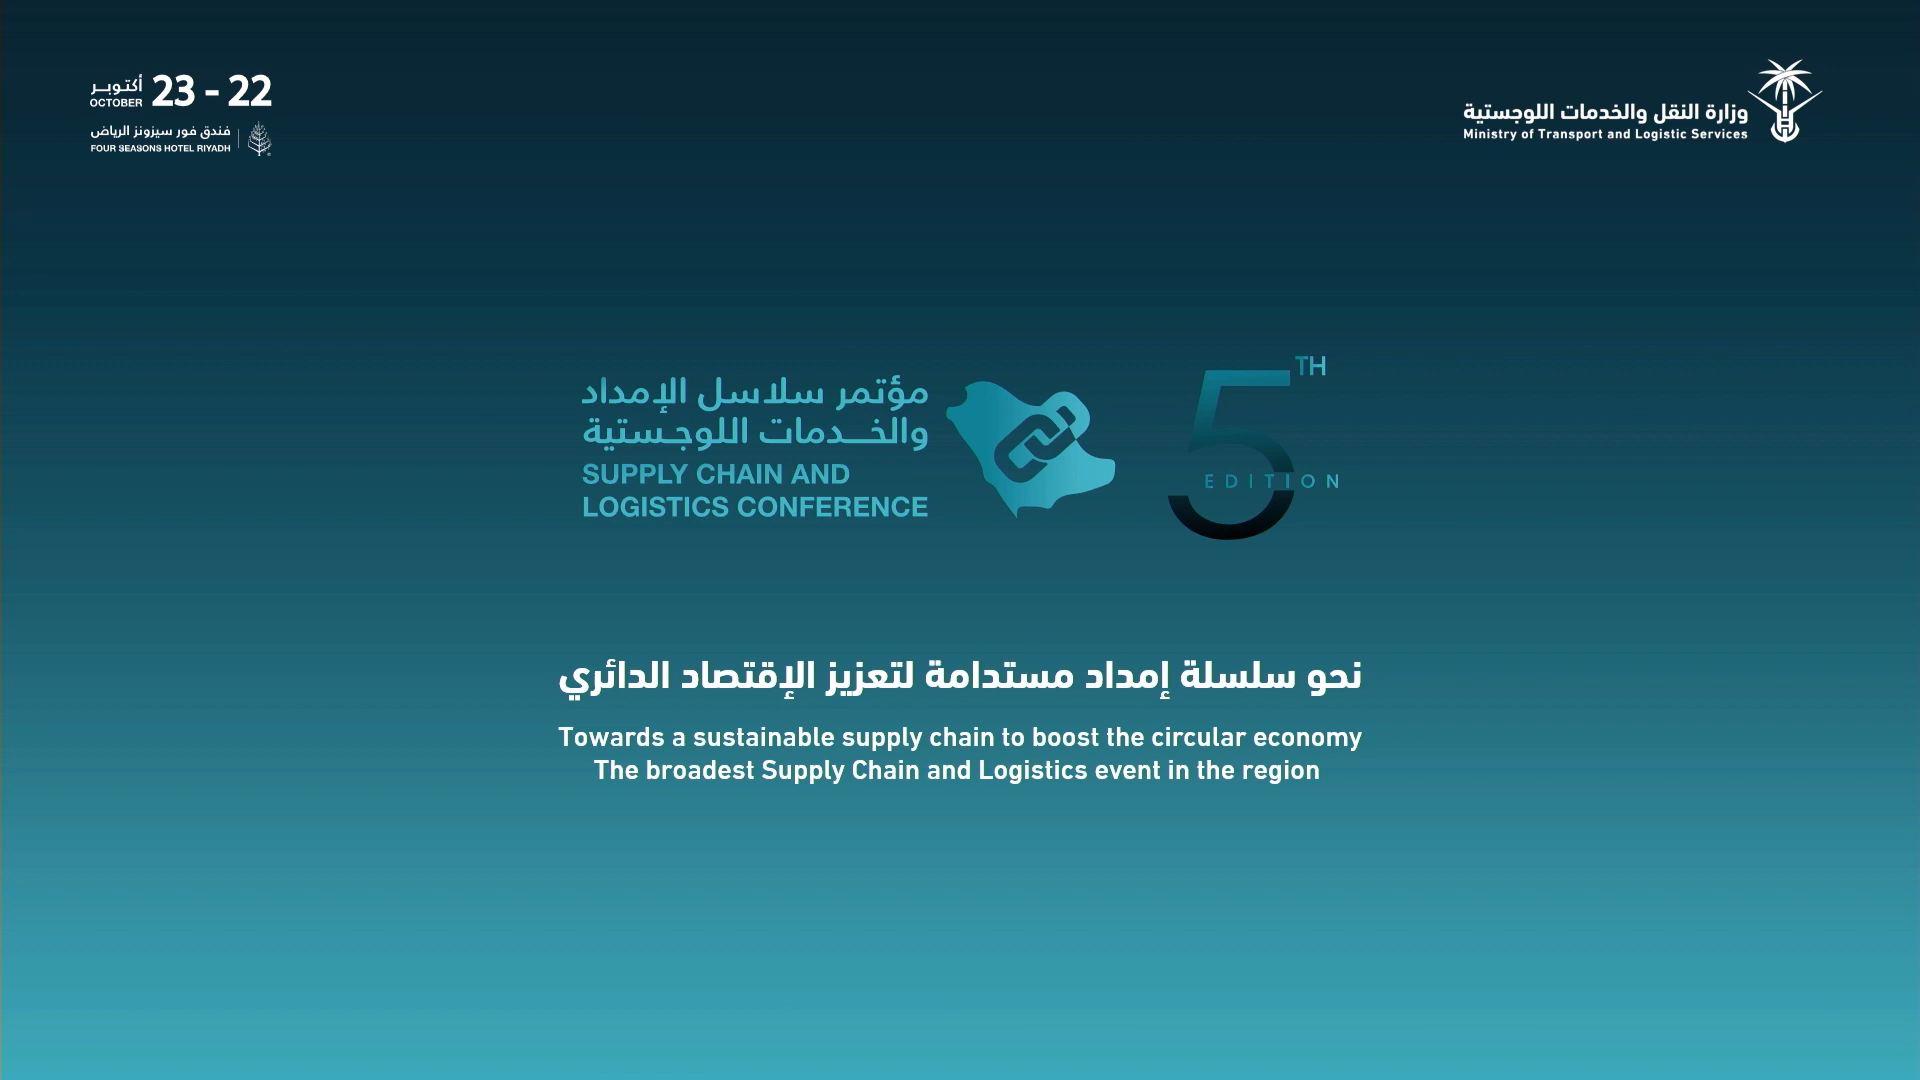 أكتوبر 23 - 22
OCTOBER
فندق فور سيزونز الرياض
FOUR SEASONS HOTEL RIYADH
وزارة النقل والخدمات اللوجستية
Ministry of Transport and Logistic Services
مؤتمر سلاسل الإمداد
والخدمات اللوجستية
SUPPLY CHAIN AND
LOGISTICS CONFERENCE
5TH
EDITION
نحو سلسلة إمداد مستدامة لتعزيز الإقتصاد الدائري
Towards a sustainable supply chain to boost the circular economy
The broadest Supply Chain and Logistics event in the region